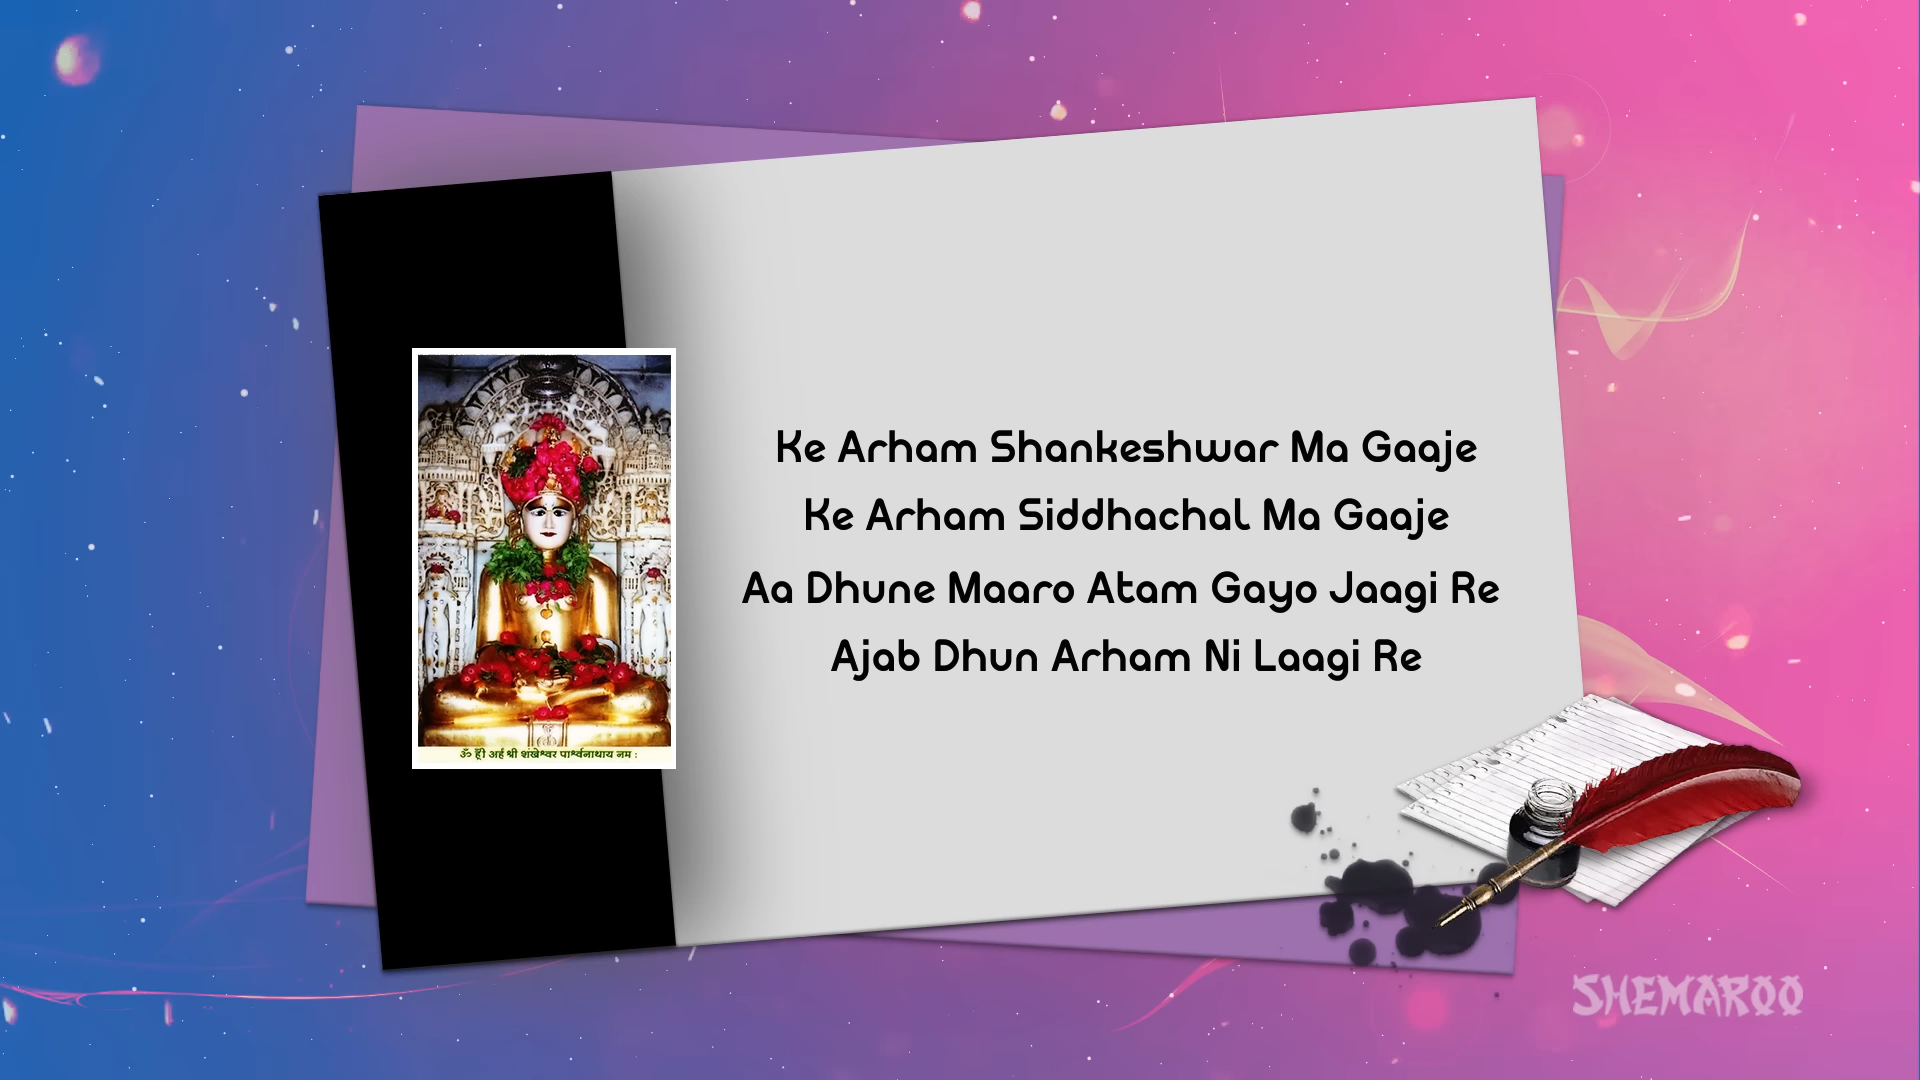 Ke Arham Shankeshwar Ma Gaaje
Ke Arham Siddhachal Ma Gaaje
Aa Dhune Maaro Atam Gayo Jaagi Re
Ajab Dhun Arham Ni Laagi Re
ॐ ह्रीँ अर्हं श्री शंखेश्वर पार्श्वनाथाय नमः
SHEMAROO